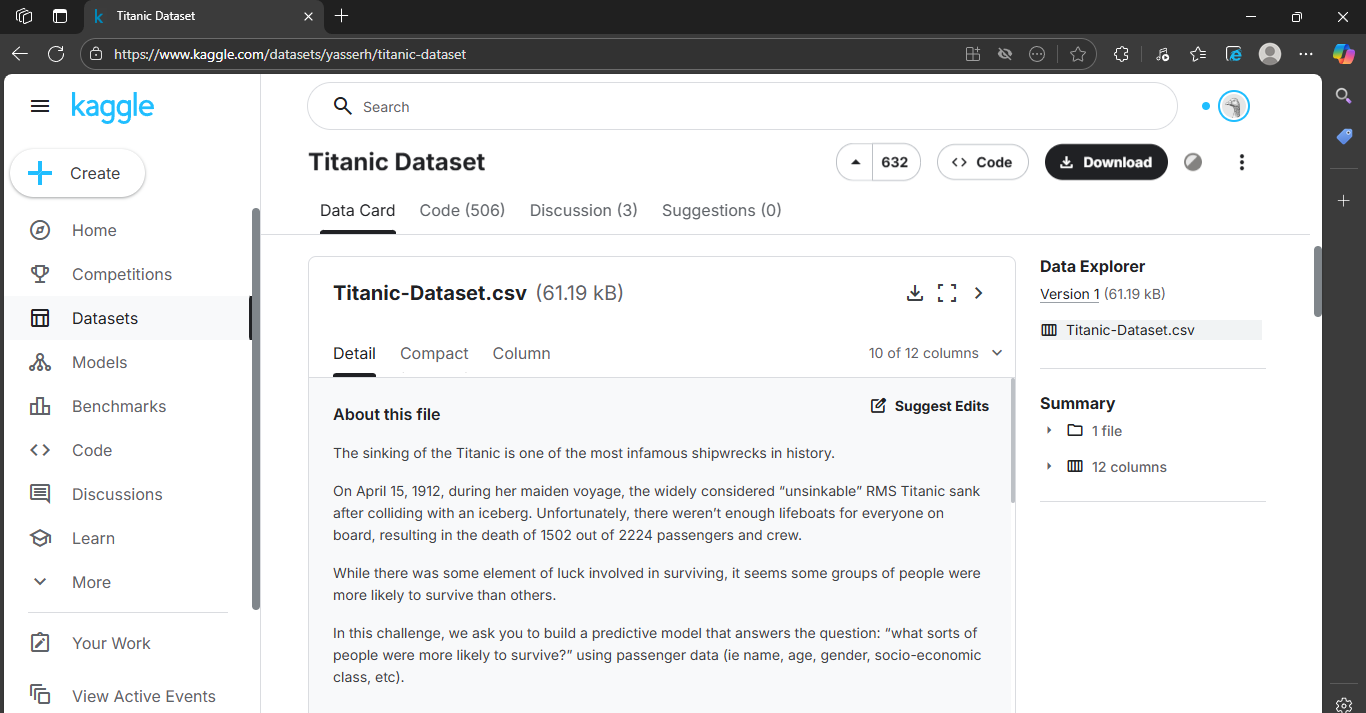 Titanic Dataset
https://www.kaggle.com/datasets/yasserh/titanic-dataset
kaggle
Search
Create
Home
Competitions
Datasets
Models
Benchmarks
Code
Discussions
Learn
More
Your Work
View Active Events
Titanic Dataset
632
<> Code
Download
Data Card
Code (506)
Discussion (3)
Suggestions (0)
Titanic-Dataset.csv (61.19 kB)
Detail
Compact
Column
10 of 12 columns
About this file
Suggest Edits
The sinking of the Titanic is one of the most infamous shipwrecks in history.
On April 15, 1912, during her maiden voyage, the widely considered “unsinkable” RMS Titanic sank
after colliding with an iceberg. Unfortunately, there weren’t enough lifeboats for everyone on
board, resulting in the death of 1502 out of 2224 passengers and crew.
While there was some element of luck involved in surviving, it seems some groups of people were
more likely to survive than others.
In this challenge, we ask you to build a predictive model that answers the question: “what sorts of
people were more likely to survive?” using passenger data (ie name, age, gender, socio-economic
class, etc).
Data Explorer
Version 1 (61.19 kB)
Titanic-Dataset.csv
Summary
1 file
12 columns